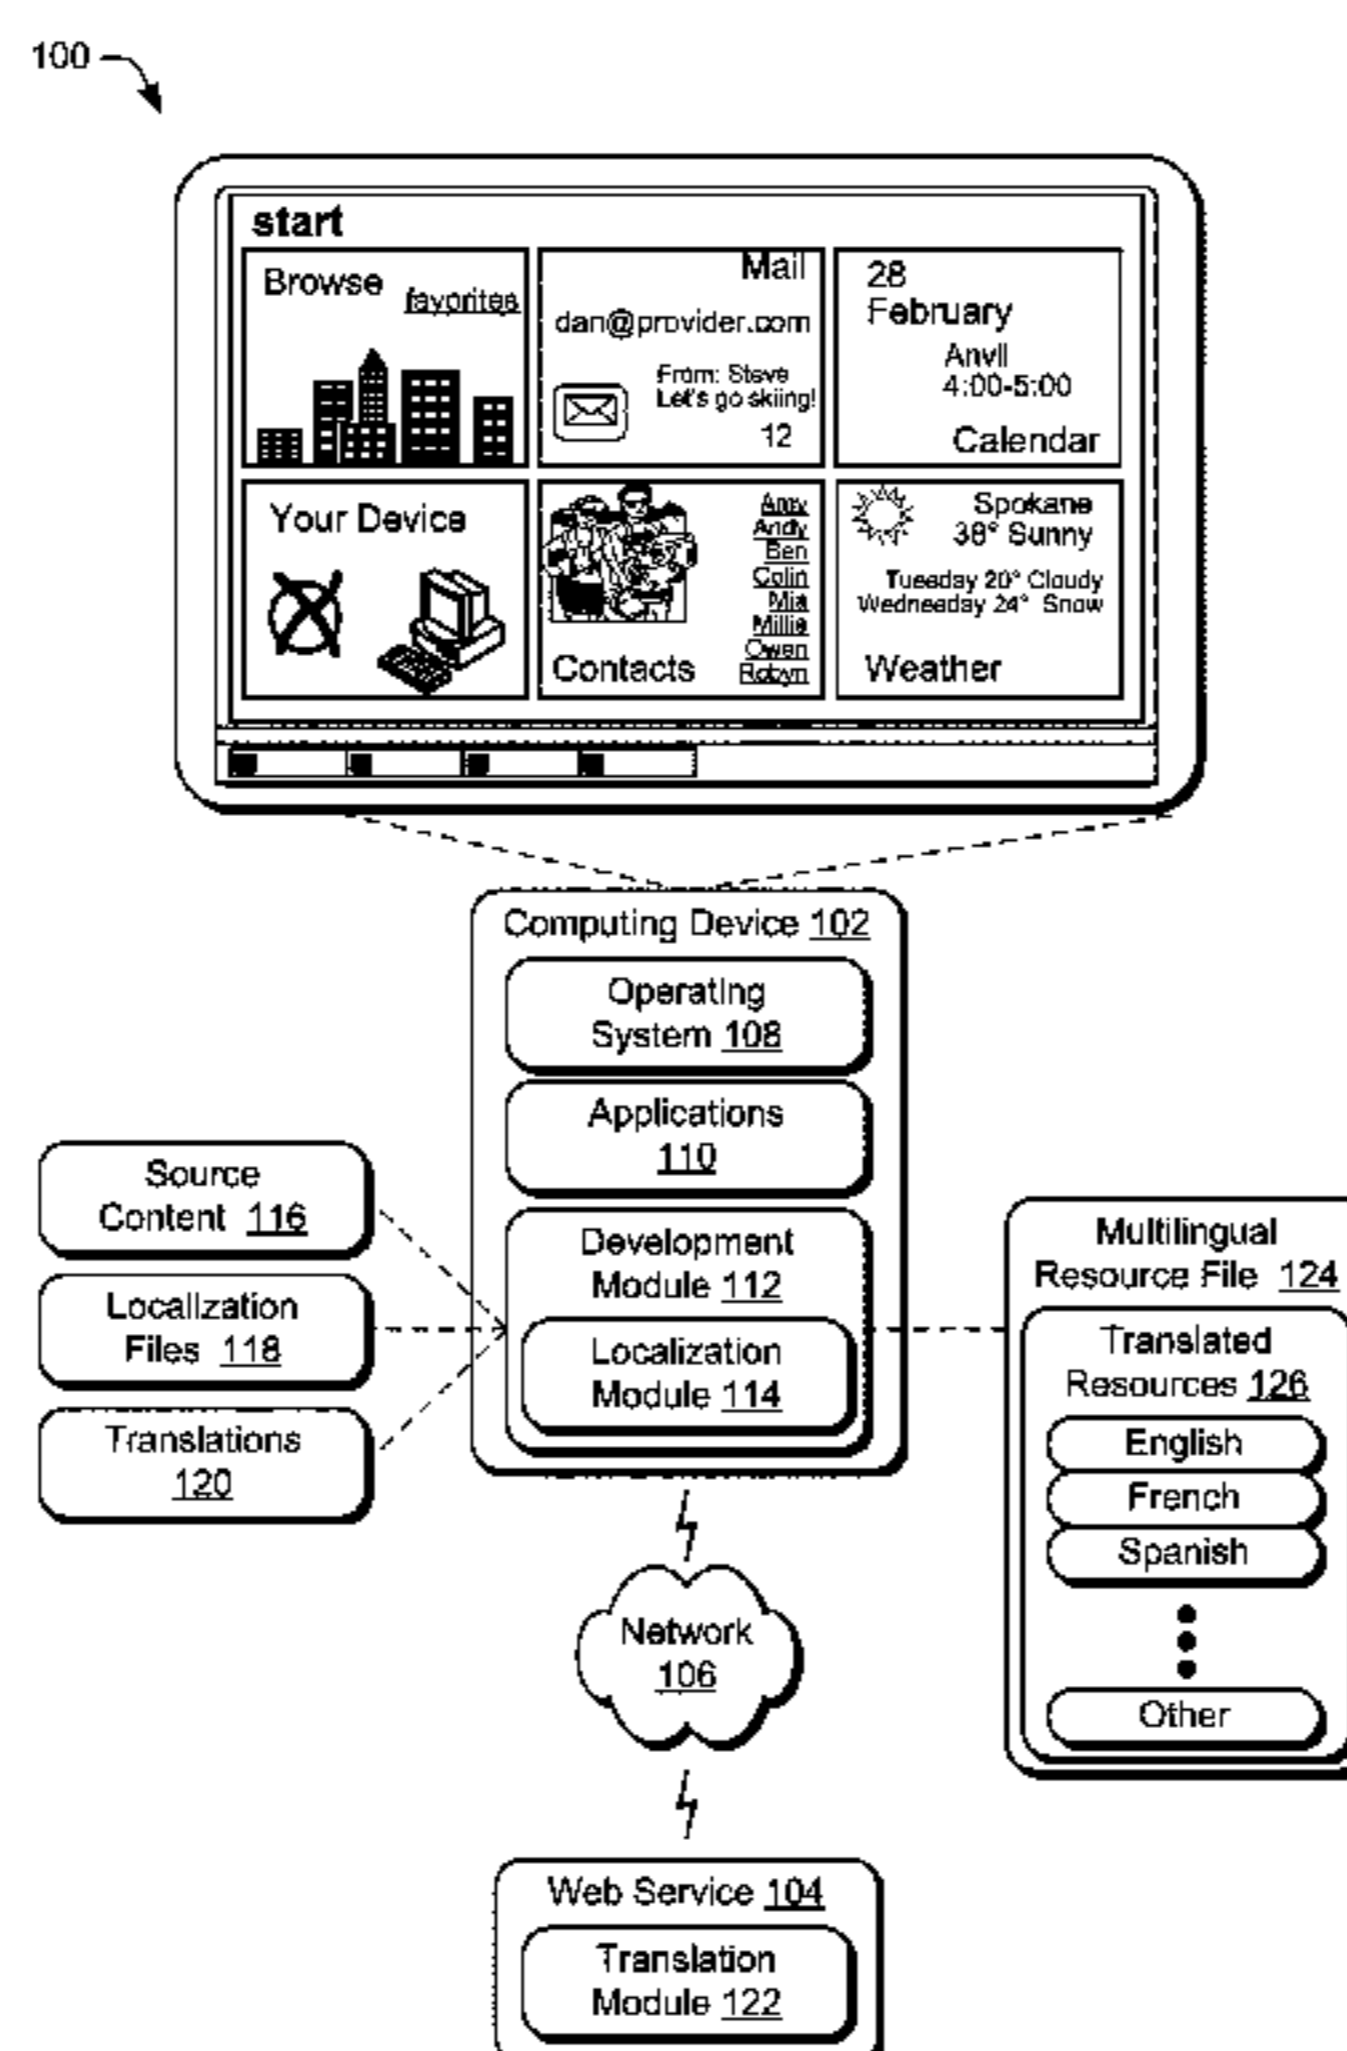 100
start
Browse
favorites
Mail
dan@provider.com
From: Steve
Let's go skiing!
12
28
February
Anvil
4:00-5:00
Calendar
Your Device
Contacts
Amy
Andy
Ben
Colin
Mia
Millie
Owen
Robyn
Spokane
38° Sunny
Tuesday 20° Cloudy
Wednesday 24° Snow
Weather
Computing Device 102
Operating
System 108
Applications
110
Development
Module 112
Localization
Module 114
Source
Content 116
Localization
Files 118
Translations
120
Multilingual
Resource File 124
Translated
Resources 126
English
French
Spanish
Other
Network
106
Web Service 104
Translation
Module 122